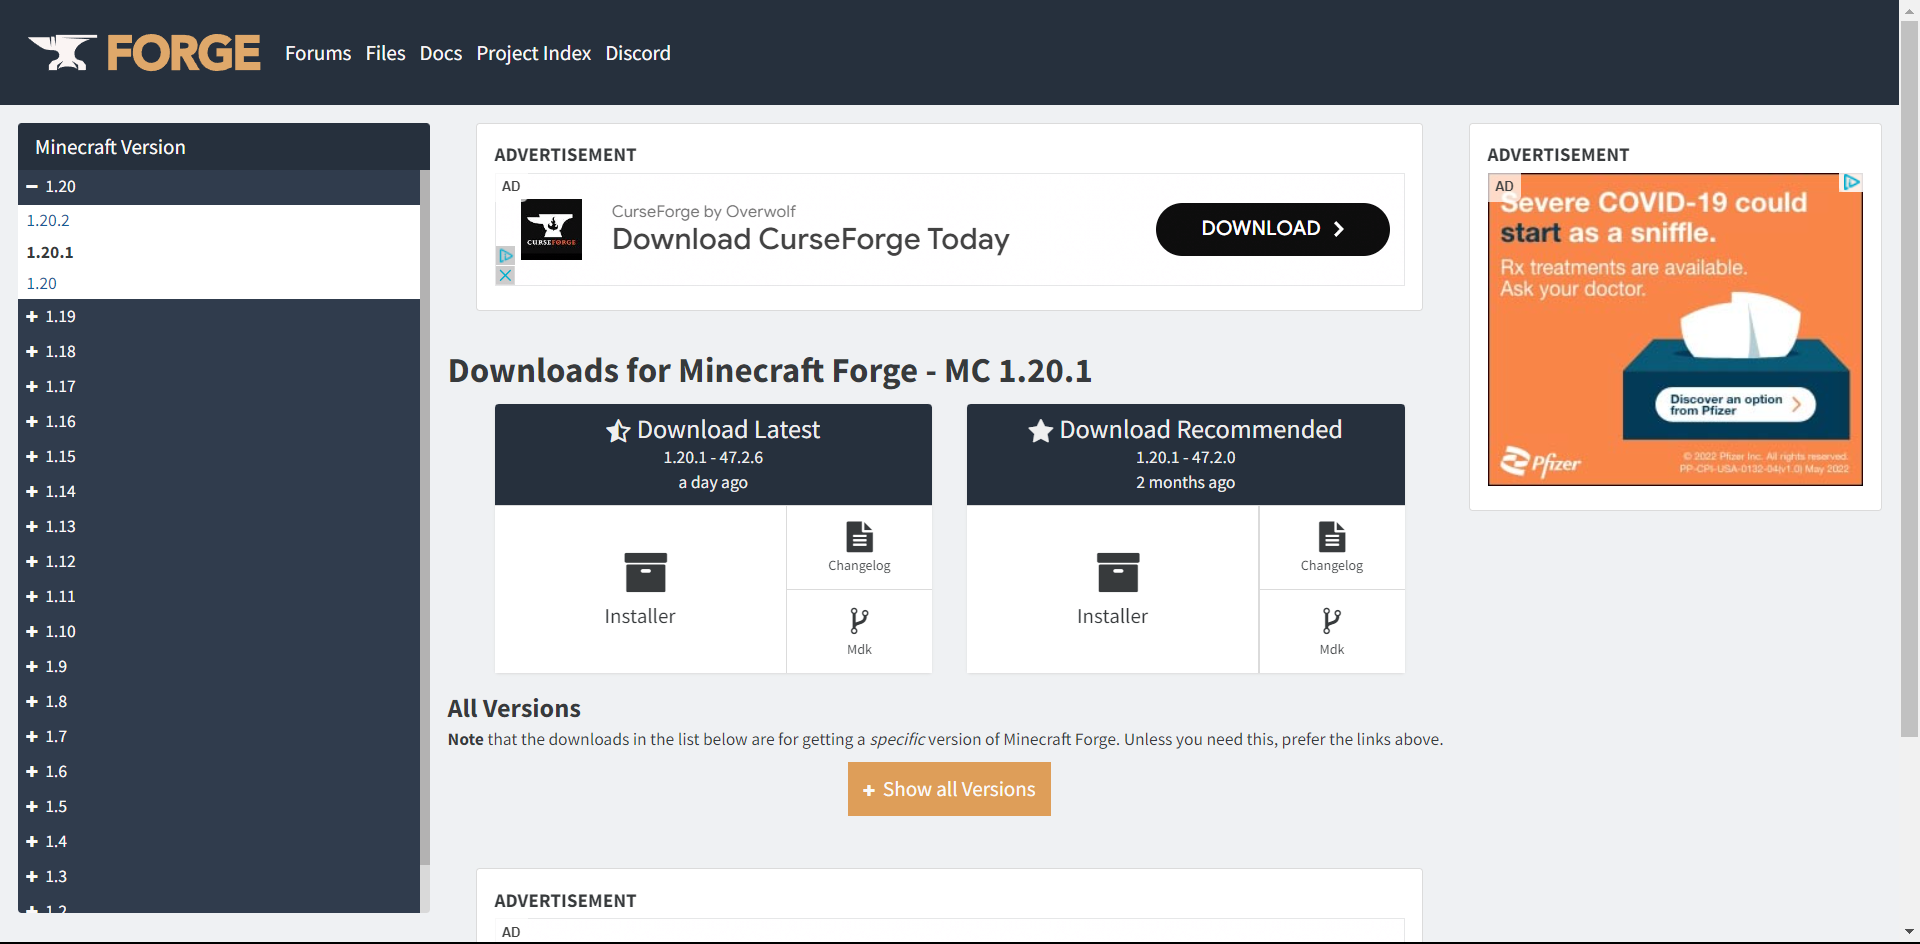 FORGE
Forums Files Docs Project Index Discord
Minecraft Version
1.20
1.20.2
1.20.1
1.20
1.19
1.18
1.17
1.16
1.15
1.14
1.13
1.12
1.11
1.10
1.9
1.8
1.7
1.6
1.5
1.4
1.3
1.2
ADVERTISEMENT
AD
CURSEFORGE
CurseForge by Overwolf
Download CurseForge Today
DOWNLOAD
Downloads for Minecraft Forge - MC 1.20.1
Download Latest
1.20.1 - 47.2.6
a day ago
Installer
Changelog
Mdk
Download Recommended
1.20.1 - 47.2.0
2 months ago
Installer
Changelog
Mdk
All Versions
Note that the downloads in the list below are for getting a specific version of Minecraft Forge. Unless you need this, prefer the links above.
+ Show all Versions
ADVERTISEMENT
AD
ADVERTISEMENT
AD
Severe COVID-19 could
start as a sniffle.
Rx treatments are available.
Ask your doctor.
Discover an option
from Pfizer
Pfizer
© 2022 Pfizer Inc. All rights reserved.
PP-CPI-USA-0132-04(v1.0) May 2022